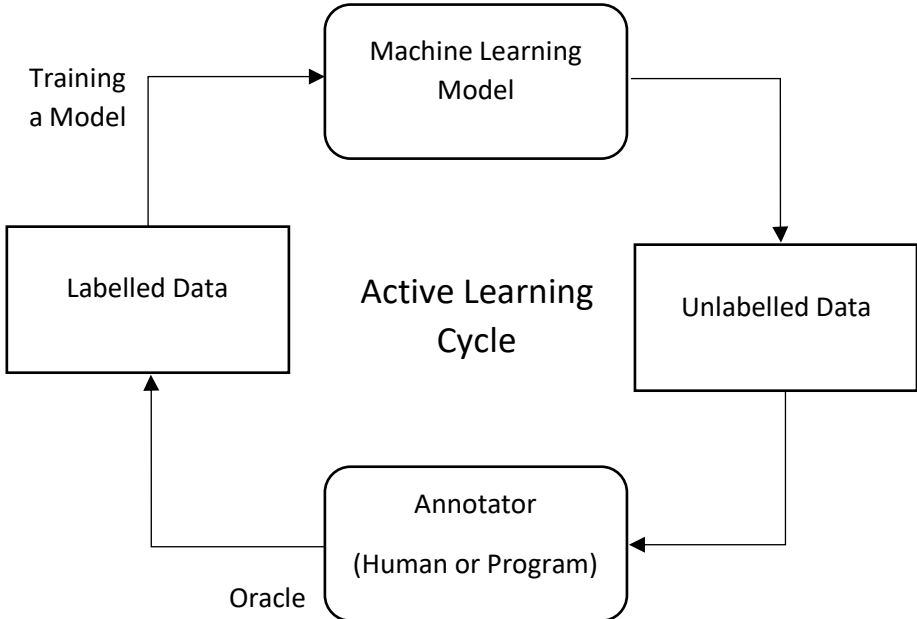 Machine Learning
Model
Training
a Model
Labelled Data
Active Learning
Cycle
Unlabelled Data
Annotator
(Human or Program)
Oracle